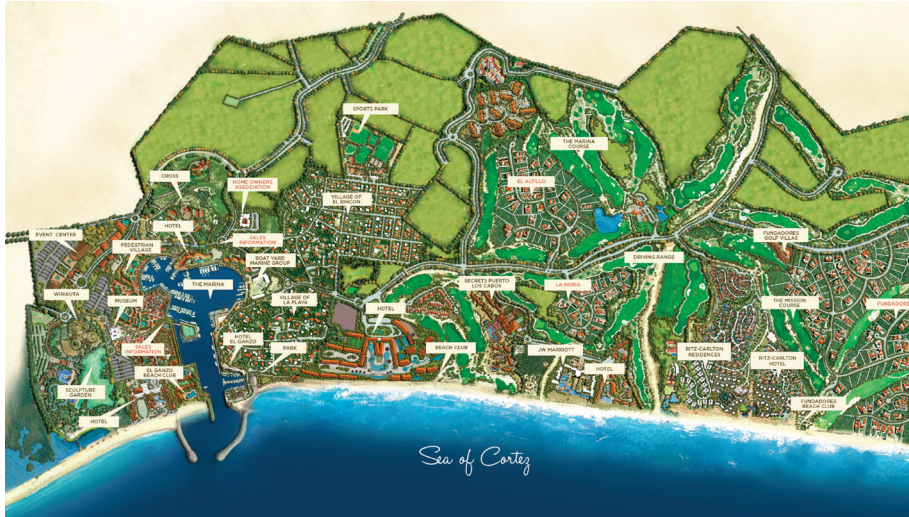 SPORTS PARK
THE MARINA
COURSE
CROSS
HOME OWNERS
ASSOCIATION
EL ALTILLO
VILLAGE OF
EL RINCON
HOTEL
EVENT CENTER
PEDESTRIAN
VILLAGE
SALES
INFORMATION
FUNDADORES
GOLF VILLAS
BOAT YARD
MARINE GROUP
DRIVING RANGE
THE MARINA
SECRETS PUERTO
LOS CABOS
LA NORIA
WIRIKUTA
MUSEUM
VILLAGE OF
LA PLAYA
HOTEL
THE MISSION
COURSE
FUNDADORE
SALES
INFORMATION
HOTEL
EL GANZO
PARK
BEACH CLUB
JW MARRIOTT
HOTEL
RITZ-CARLTON
RESIDENCES
RITZ-CARLTON
HOTEL
EL GANZO
BEACH CLUB
SCULPTURE
GARDEN
HOTEL
FUNDADORES
BEACH CLUB
Sea of Cortez